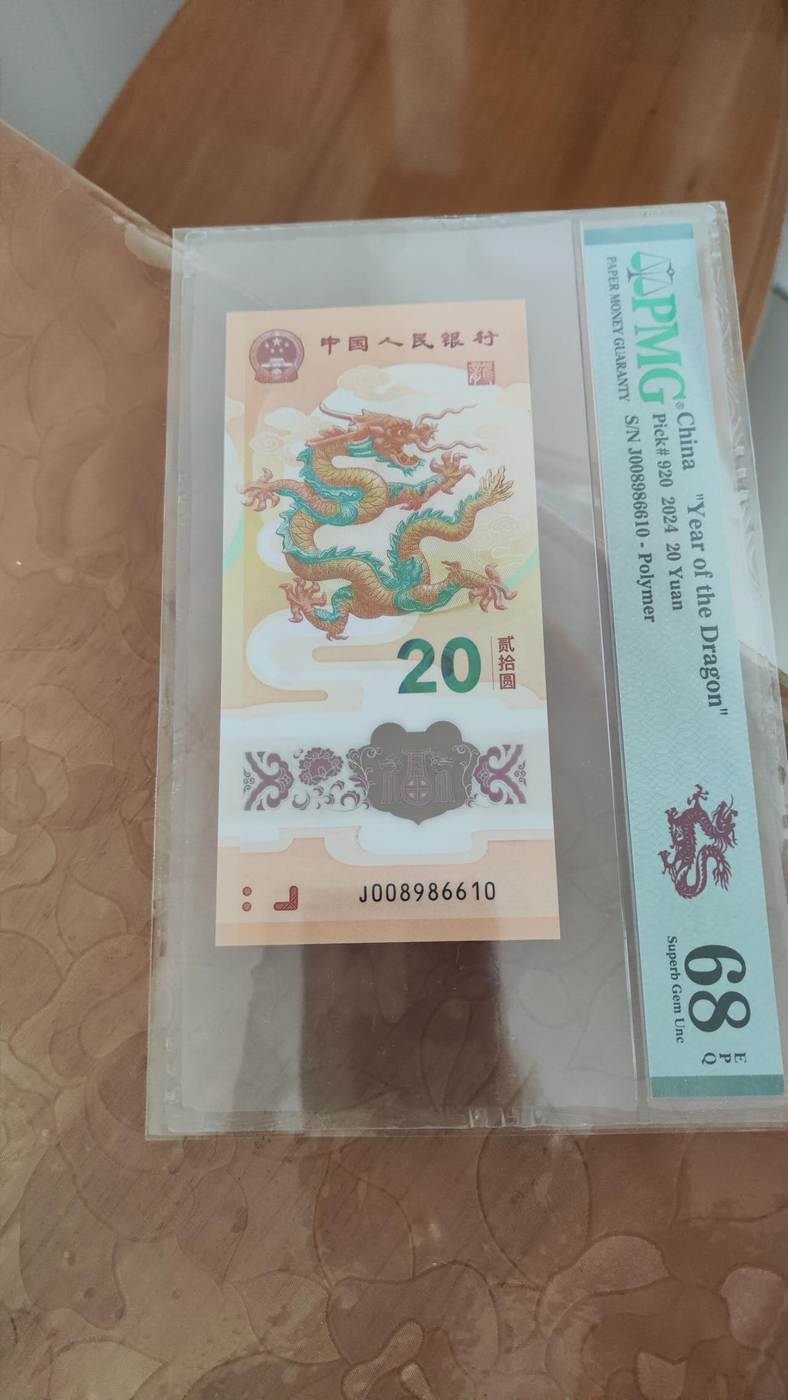 中国人民银行
20
贰拾圆
J008986610
PMG®
PAPER MONEY GUARANTY
China "Year of the Dragon"
Pick# 920 2024 20 Yuan
S/N J008986610 - Polymer
68
Superb Gem Unc
EPQ